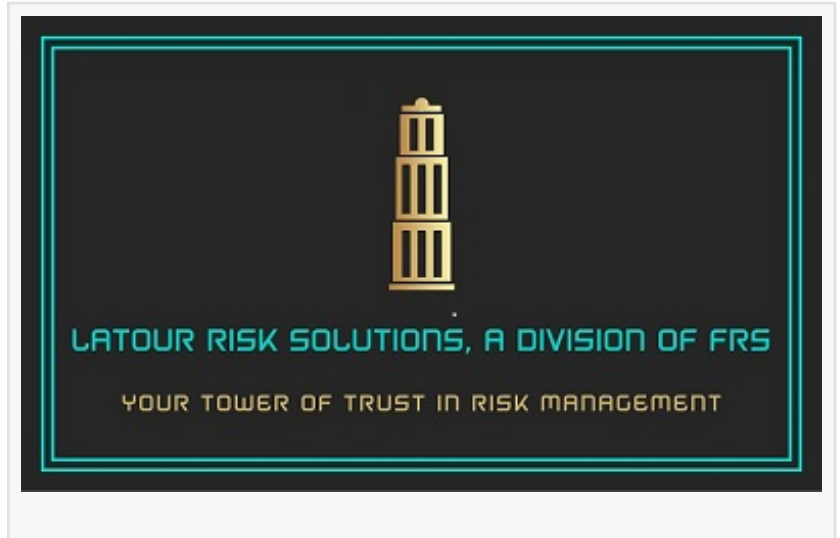 LATOUR RISK SOLUTIONS, A DIVISION OF FRS
YOUR TOWER OF TRUST IN RISK MANAGEMENT